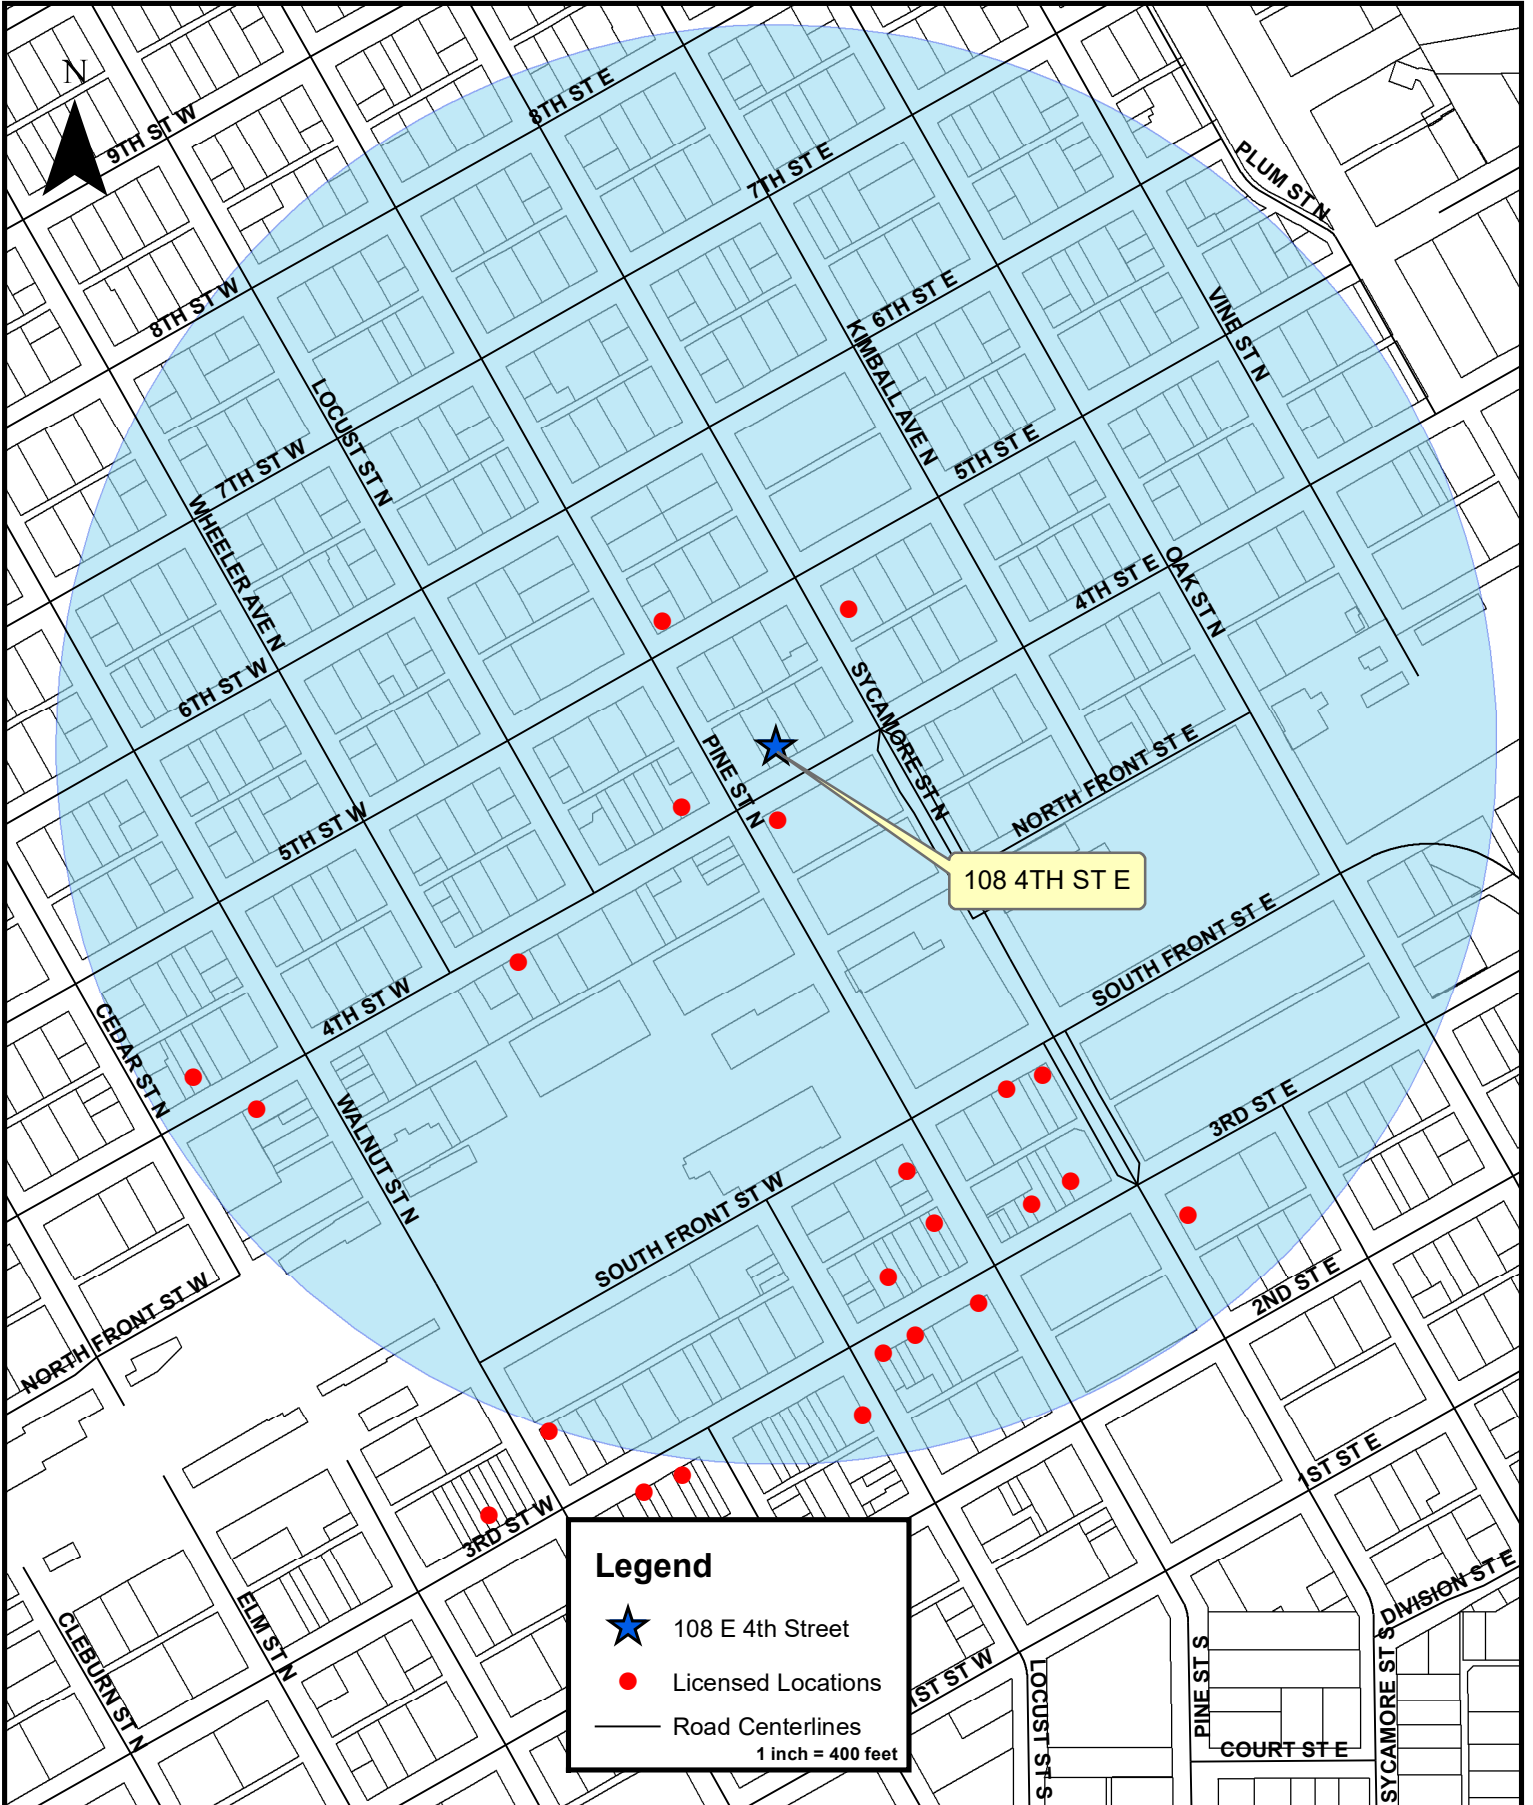 N
8TH ST E
9TH ST W
7TH ST E
PLUM ST N
8TH ST W
6TH ST E
VINE ST N
KIMBALL AVE N
LOCUST ST N
5TH ST E
7TH ST W
WHEELER AVE N
4TH ST E
OAK ST N
6TH ST W
SYCAMORE ST N
PINE ST N
NORTH FRONT ST E
5TH ST W
108 4TH ST E
SOUTH FRONT ST E
4TH ST W
CEDAR ST N
WALNUT ST N
3RD ST E
SOUTH FRONT ST W
2ND ST E
NORTH FRONT ST W
1ST ST E
3RD ST W
DIVISION ST E
ELM ST N
CLEBURN ST N
Legend
108 E 4th Street
Licensed Locations
Road Centerlines
1 inch = 400 feet
1ST ST W
LOCUST ST S
PINE ST S
SYCAMORE ST S
COURT ST E